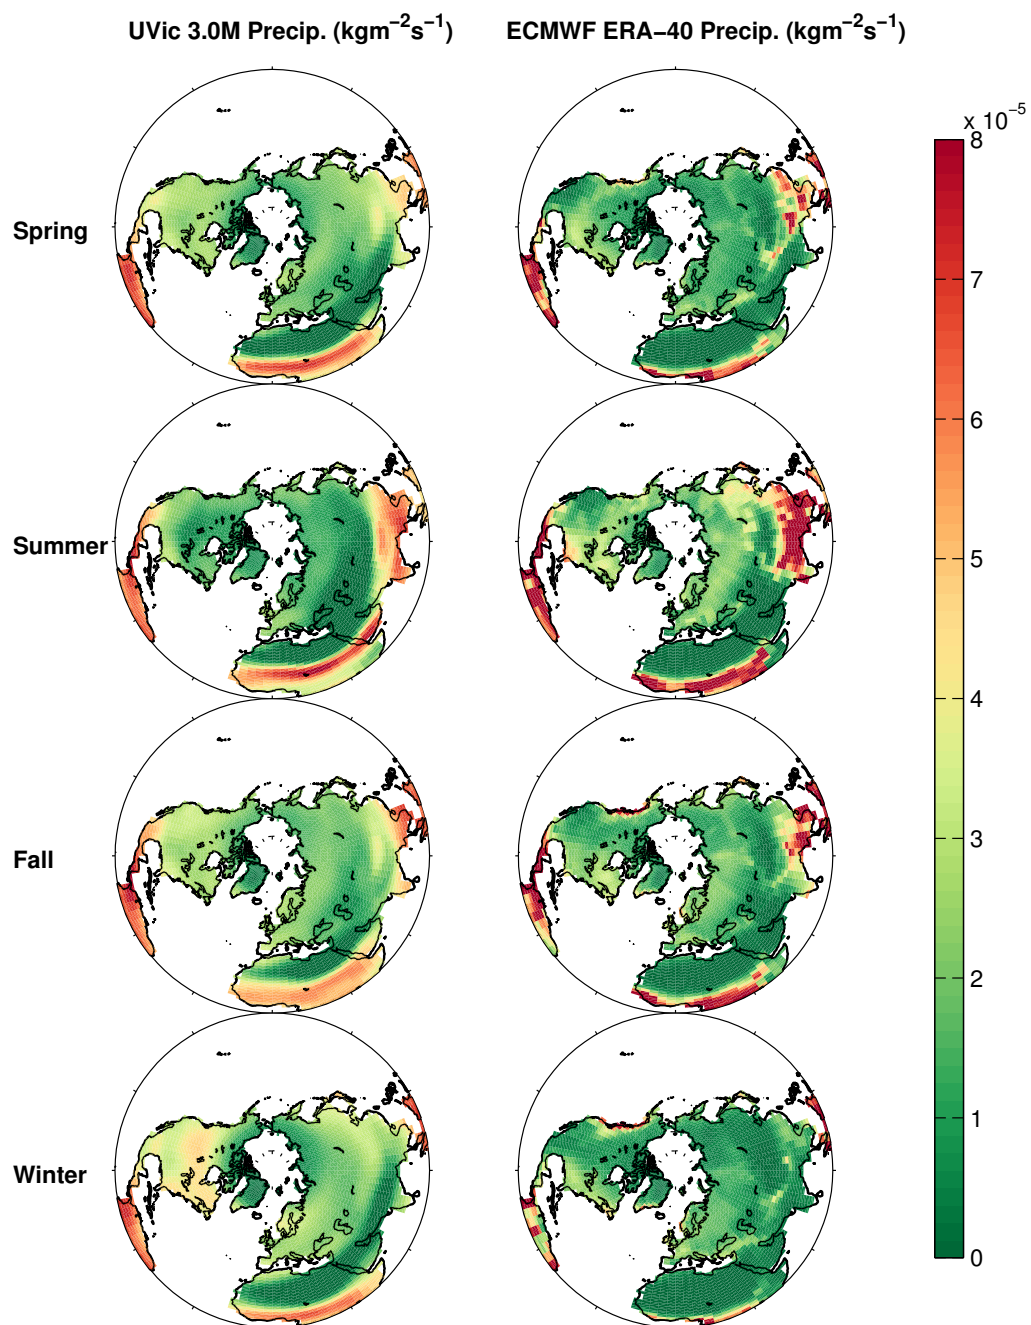 UVic 3.0M Precip. (kgm⁻²s⁻¹)
ECMWF ERA−40 Precip. (kgm⁻²s⁻¹)
x 10⁻⁵
8
7
6
5
4
3
2
1
0
Spring
Summer
Fall
Winter